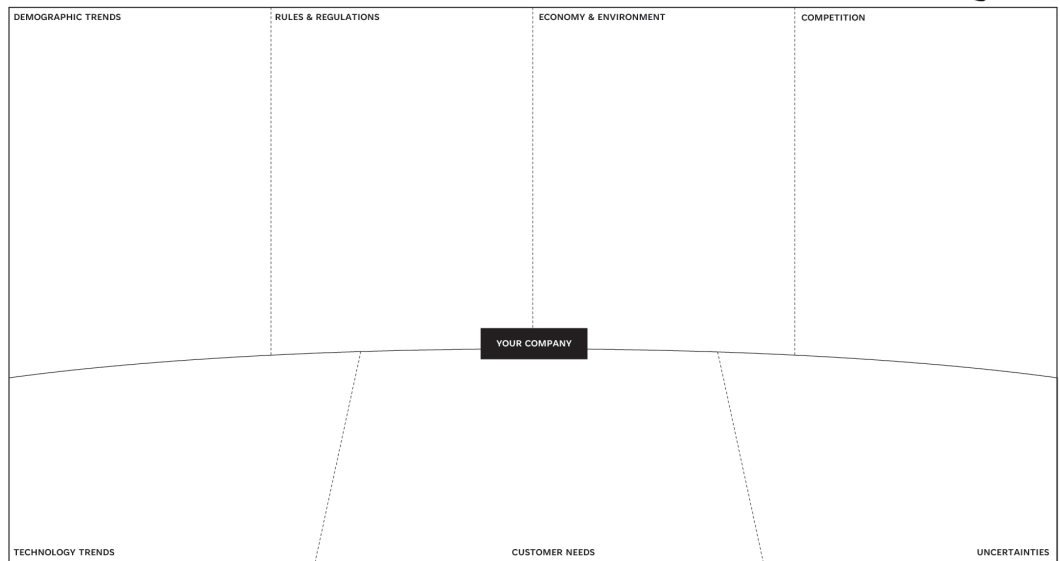 DEMOGRAPHIC TRENDS
RULES & REGULATIONS
ECONOMY & ENVIRONMENT
COMPETITION
YOUR COMPANY
TECHNOLOGY TRENDS
CUSTOMER NEEDS
UNCERTAINTIES